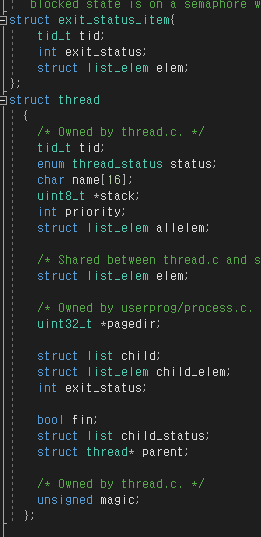 blocked state is on a semaphore w
struct exit_status_item{
tid_t tid;
int exit_status;
struct list_elem elem;
};
struct thread
{
/* Owned by thread.c. */
tid_t tid;
enum thread_status status;
char name[16];
uint8_t *stack;
int priority;
struct list_elem allelem;
/* Shared between thread.c and s
struct list_elem elem;
/* Owned by userprog/process.c.
uint32_t *pagedir;
struct list child;
struct list_elem child_elem;
int exit_status;
bool fin;
struct list child_status;
struct thread* parent;
/* Owned by thread.c. */
unsigned magic;
};